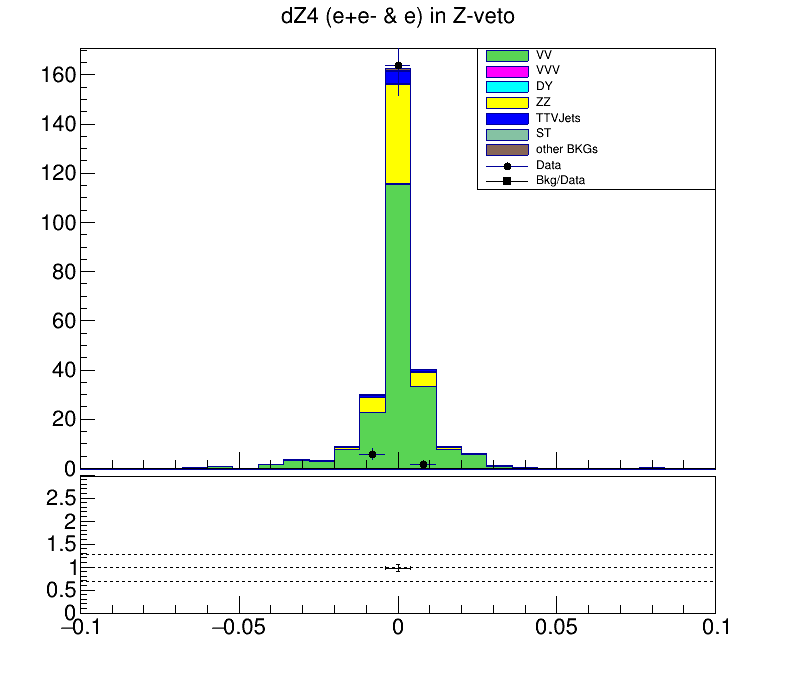 dZ4 (e+e- & e) in Z-veto
VV
VVV
DY
ZZ
TTVJets
ST
other BKGs
Data
Bkg/Data
160
140
120
100
80
60
40
20
0
2.5
2
1.5
1
0.5
0
−0.1
−0.05
0
0.05
0.1